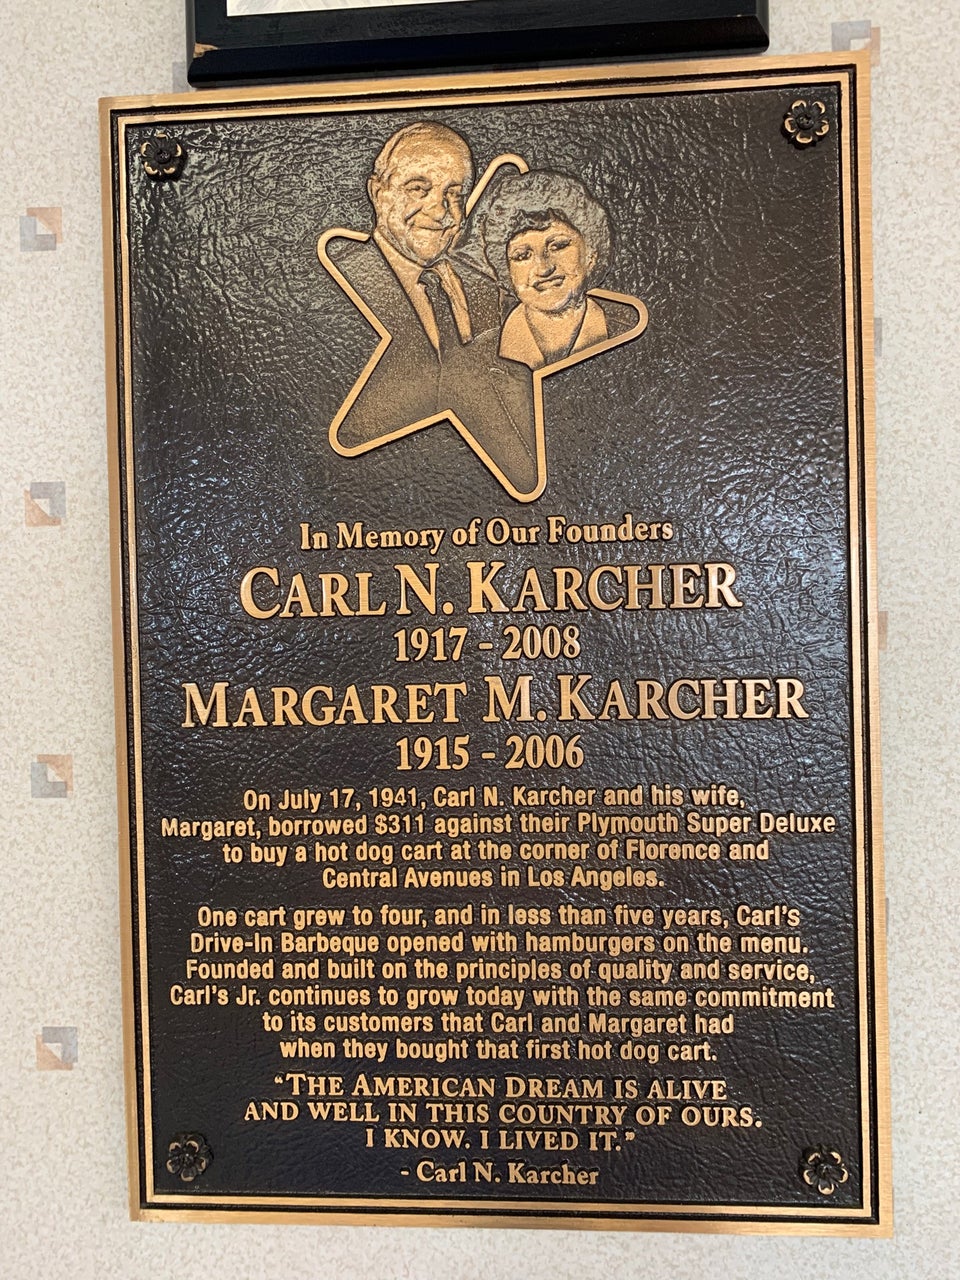 In Memory of Our Founders
CARL N. KARCHER
1917 - 2008
MARGARET M. KARCHER
1915 - 2006
On July 17, 1941, Carl N. Karcher and his wife,
Margaret, borrowed $311 against their Plymouth Super Deluxe
to buy a hot dog cart at the corner of Florence and
Central Avenues in Los Angeles.
One cart grew to four, and in less than five years, Carl's
Drive-In Barbeque opened with hamburgers on the menu.
Founded and built on the principles of quality and service,
Carl's Jr. continues to grow today with the same commitment
to its customers that Carl and Margaret had
when they bought that first hot dog cart.
"THE AMERICAN DREAM IS ALIVE
AND WELL IN THIS COUNTRY OF OURS.
I KNOW. I LIVED IT."
- Carl N. Karcher